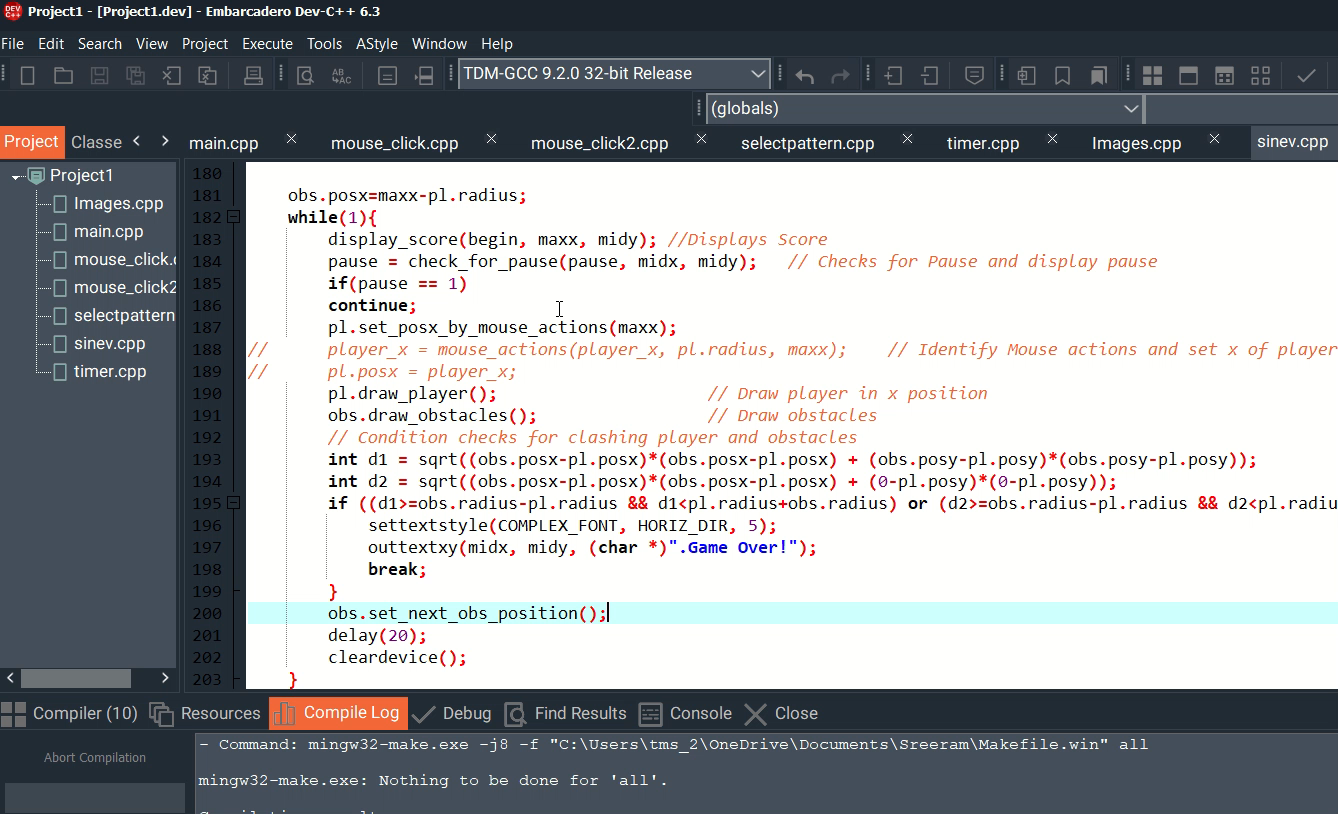 Project1 - [Project1.dev] - Embarcadero Dev-C++ 6.3
File Edit Search View Project Execute Tools AStyle Window Help
TDM-GCC 9.2.0 32-bit Release
(globals)
Project Classe main.cpp mouse_click.cpp mouse_click2.cpp selectpattern.cpp timer.cpp Images.cpp sinev.cpp
Project1
Images.cpp
main.cpp
mouse_click.
mouse_click2
selectpattern
sinev.cpp
timer.cpp
180
181 obs.posx=maxx-pl.radius;
182 while(1){
183 display_score(begin, maxx, midy); //Displays Score
184 pause = check_for_pause(pause, midx, midy); // Checks for Pause and display pause
185 if(pause == 1)
186 continue;
187 pl.set_posx_by_mouse_actions(maxx);
188 // player_x = mouse_actions(player_x, pl.radius, maxx); // Identify Mouse actions and set x of player
189 // pl.posx = player_x;
190 pl.draw_player(); // Draw player in x position
191 obs.draw_obstacles(); // Draw obstacles
192 // Condition checks for clashing player and obstacles
193 int d1 = sqrt((obs.posx-pl.posx)*(obs.posx-pl.posx) + (obs.posy-pl.posy)*(obs.posy-pl.posy));
194 int d2 = sqrt((obs.posx-pl.posx)*(obs.posx-pl.posx) + (0-pl.posy)*(0-pl.posy));
195 if ((d1>=obs.radius-pl.radius && d1<pl.radius+obs.radius) or (d2>=obs.radius-pl.radius && d2<pl.radiu
196 settextstyle(COMPLEX_FONT, HORIZ_DIR, 5);
197 outtextxy(midx, midy, (char *)".Game Over!");
198 break;
199 }
200 obs.set_next_obs_position();
201 delay(20);
202 cleardevice();
203 }
Compiler (10) Resources Compile Log Debug Find Results Console Close
Abort Compilation
- Command: mingw32-make.exe -j8 -f "C:\Users\tms_2\OneDrive\Documents\Sreeram\Makefile.win" all
mingw32-make.exe: Nothing to be done for 'all'.